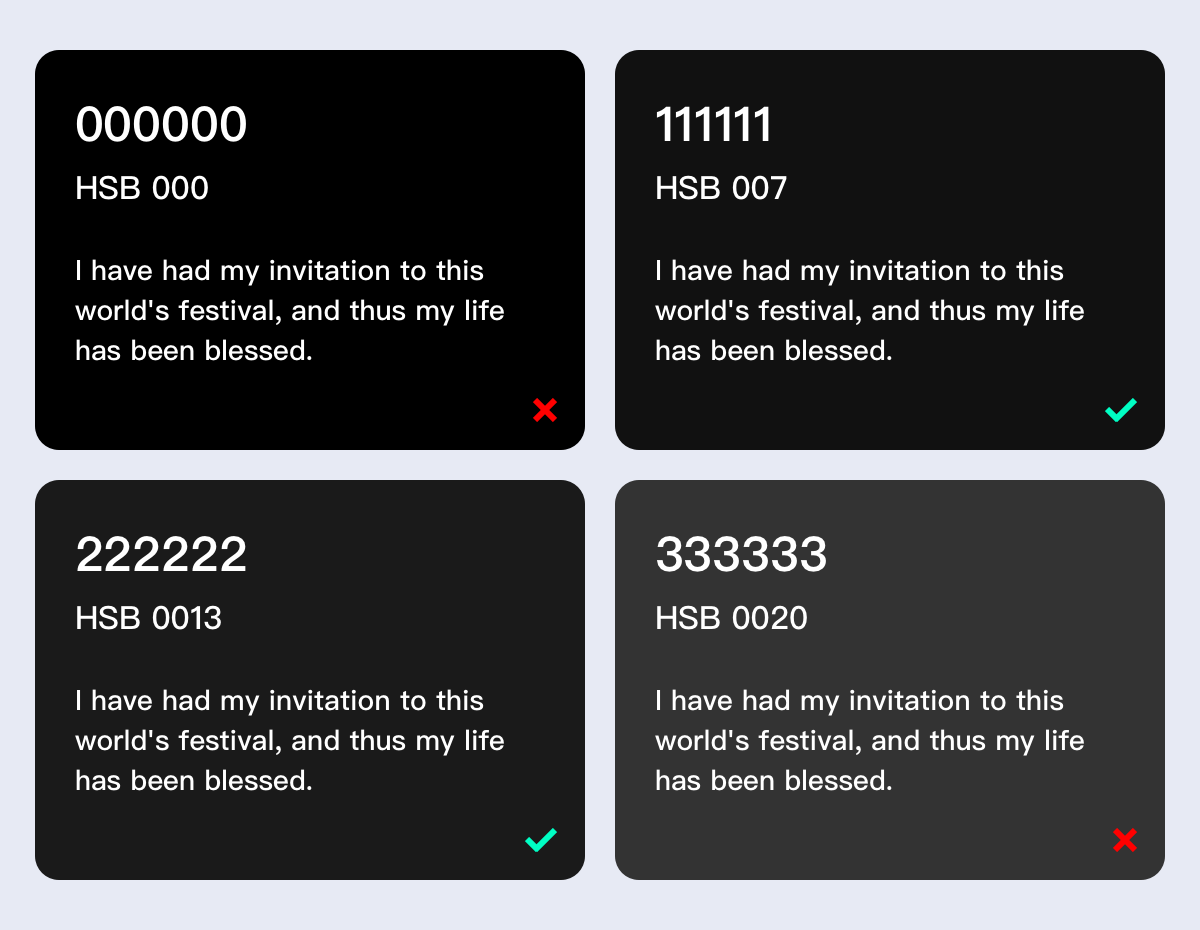 000000
HSB 000
I have had my invitation to this
world's festival, and thus my life
has been blessed.
111111
HSB 007
I have had my invitation to this
world's festival, and thus my life
has been blessed.
222222
HSB 0013
I have had my invitation to this
world's festival, and thus my life
has been blessed.
333333
HSB 0020
I have had my invitation to this
world's festival, and thus my life
has been blessed.